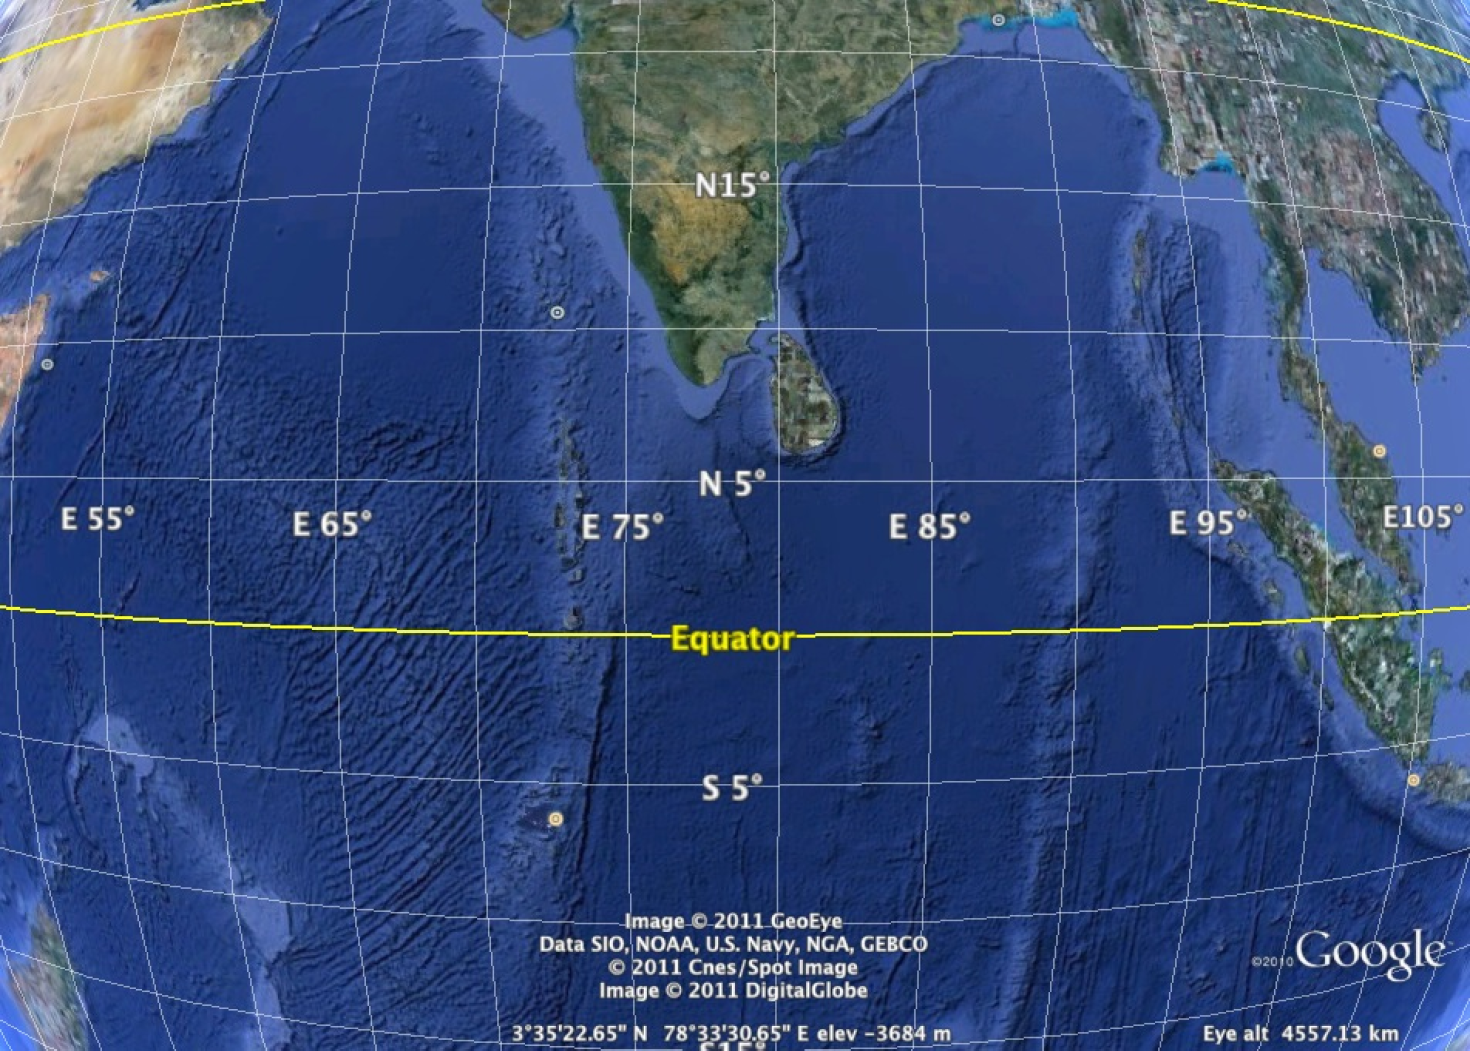 N15°
N 5°
E 55°
E 65°
E 75°
E 85°
E 95°
E105°
Equator
S 5°
Image © 2011 GeoEye
Data SIO, NOAA, U.S. Navy, NGA, GEBCO
© 2011 Cnes/Spot Image
Image © 2011 DigitalGlobe
©2010 Google
3°35'22.65" N 78°33'30.65" E elev -3684 m
Eye alt 4557.13 km
S15°